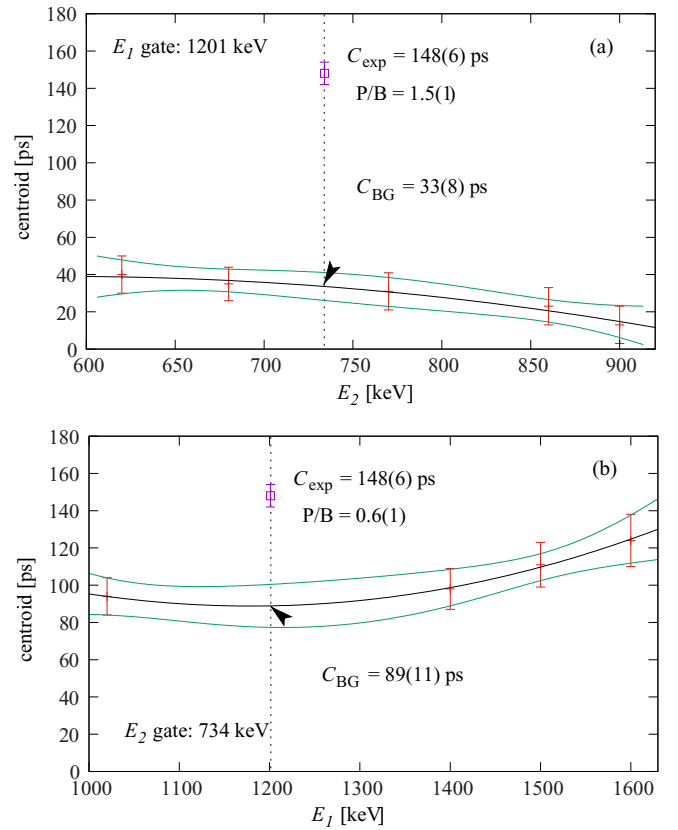 180
160
140
120
100
80
60
40
20
0
centroid [ps]
E1 gate: 1201 keV
(a)
Cexp = 148(6) ps
P/B = 1.5(1)
CBG = 33(8) ps
600 650 700 750 800 850 900
E2 [keV]
180
160
140
120
100
80
60
40
20
0
centroid [ps]
(b)
Cexp = 148(6) ps
P/B = 0.6(1)
CBG = 89(11) ps
E2 gate: 734 keV
1000 1100 1200 1300 1400 1500 1600
E1 [keV]